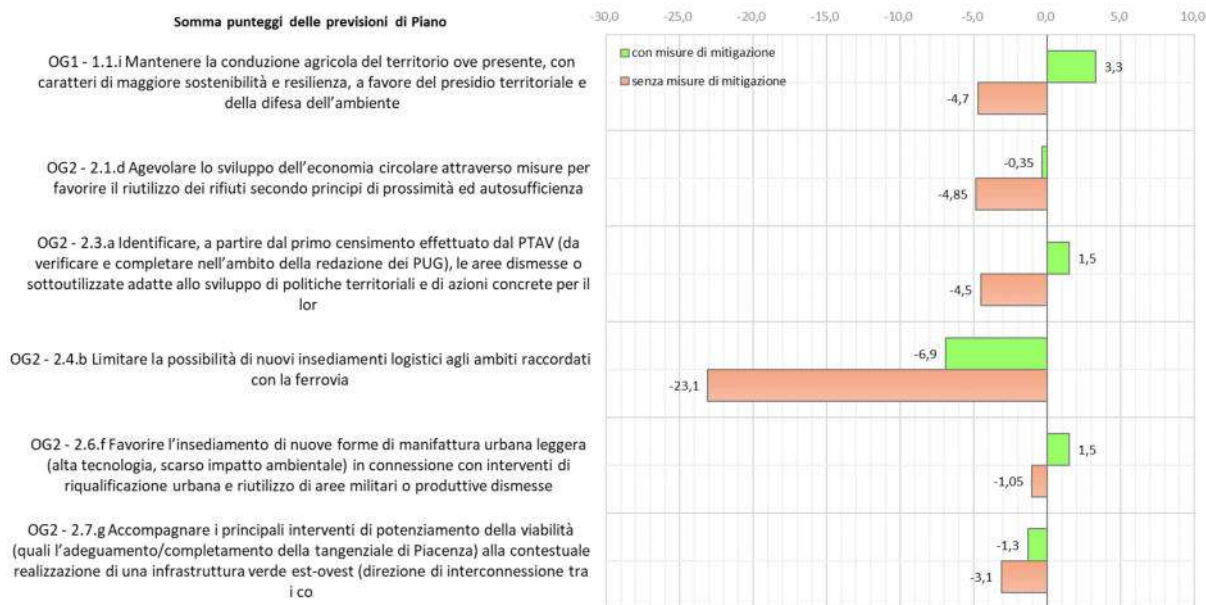 Somma punteggi delle previsioni di Piano
-30,0 -25,0 -20,0 -15,0 -10,0 -5,0 0,0 5,0 10,0
con misure di mitigazione
senza misure di mitigazione
OG1 - 1.1.i Mantenere la conduzione agricola del territorio ove presente, con
caratteri di maggiore sostenibilità e resilienza, a favore del presidio territoriale e
della difesa dell'ambiente
3,3
-4,7
OG2 - 2.1.d Agevolare lo sviluppo dell'economia circolare attraverso misure per
favorire il riutilizzo dei rifiuti secondo principi di prossimità ed autosufficienza
-0,35
-4,85
OG2 - 2.3.a Identificare, a partire dal primo censimento effettuato dal PTAV (da
verificare e completare nell'ambito della redazione dei PUG), le aree dismesse o
sottoutilizzate adatte allo sviluppo di politiche territoriali e di azioni concrete per il
lor
1,5
-4,5
OG2 - 2.4.b Limitare la possibilità di nuovi insediamenti logistici agli ambiti raccordati
con la ferrovia
-6,9
-23,1
OG2 - 2.6.f Favorire l'insediamento di nuove forme di manifattura urbana leggera
(alta tecnologia, scarso impatto ambientale) in connessione con interventi di
riqualificazione urbana e riutilizzo di aree militari o produttive dismesse
1,5
-1,05
OG2 - 2.7.g Accompagnare i principali interventi di potenziamento della viabilità
(quali l'adeguamento/completamento della tangenziale di Piacenza) alla contestuale
realizzazione di una infrastruttura verde est-ovest (direzione di interconnessione tra
i co
-1,3
-3,1